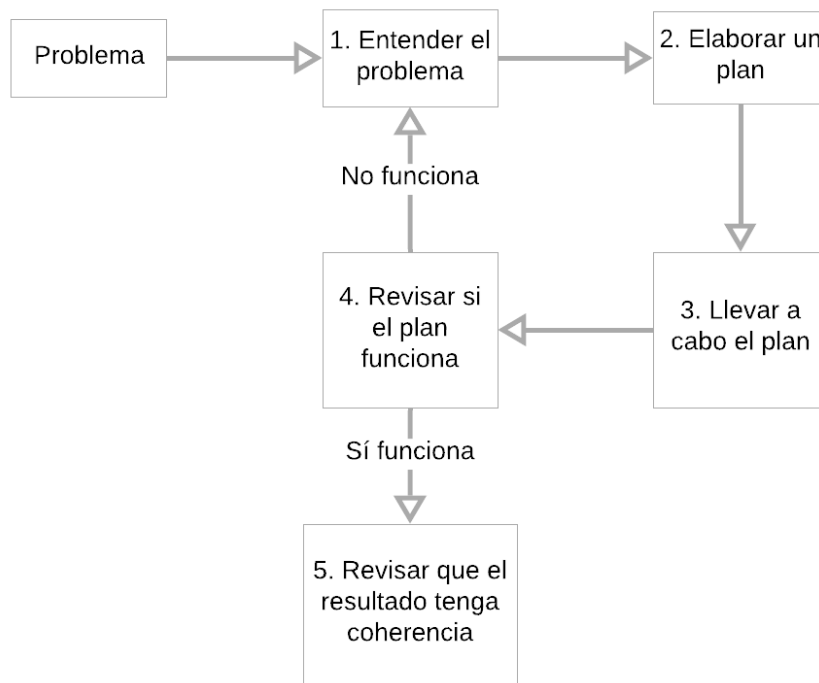 Problema
1. Entender el
problema
2. Elaborar un
plan
No funciona
4. Revisar si
el plan
funciona
3. Llevar a
cabo el plan
Sí funciona
5. Revisar que el
resultado tenga
coherencia